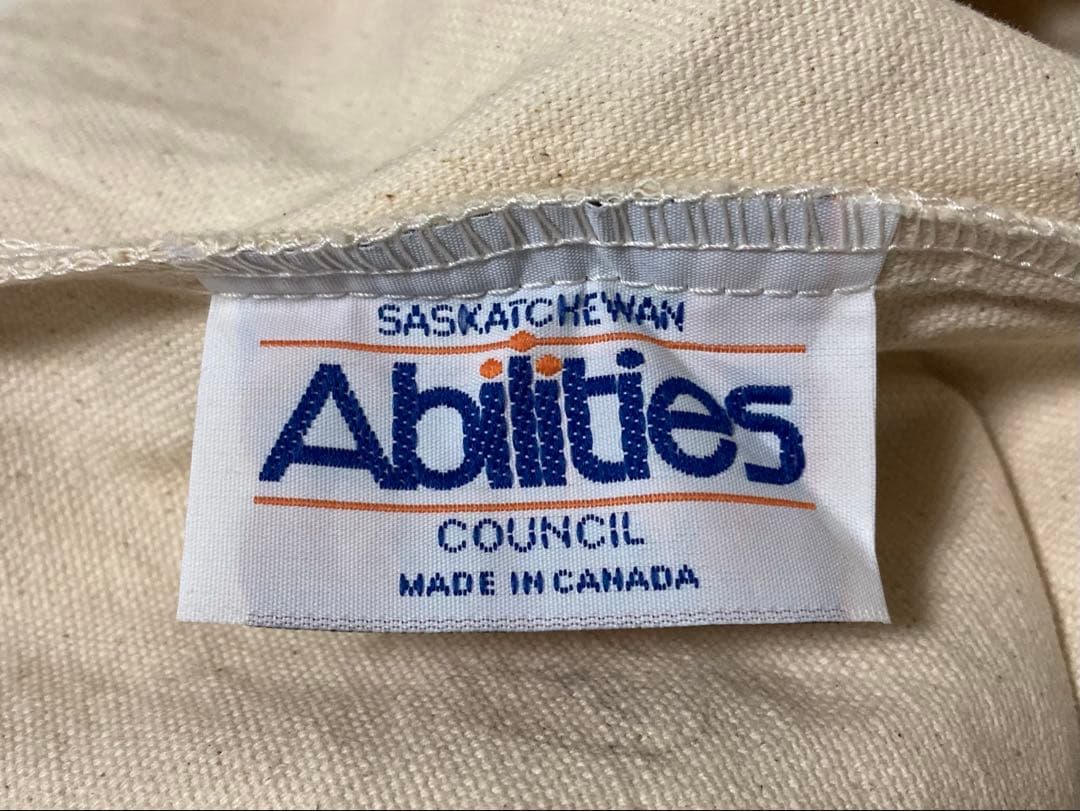 SASKATCHEWAN
Abilities
COUNCIL
MADE IN CANADA